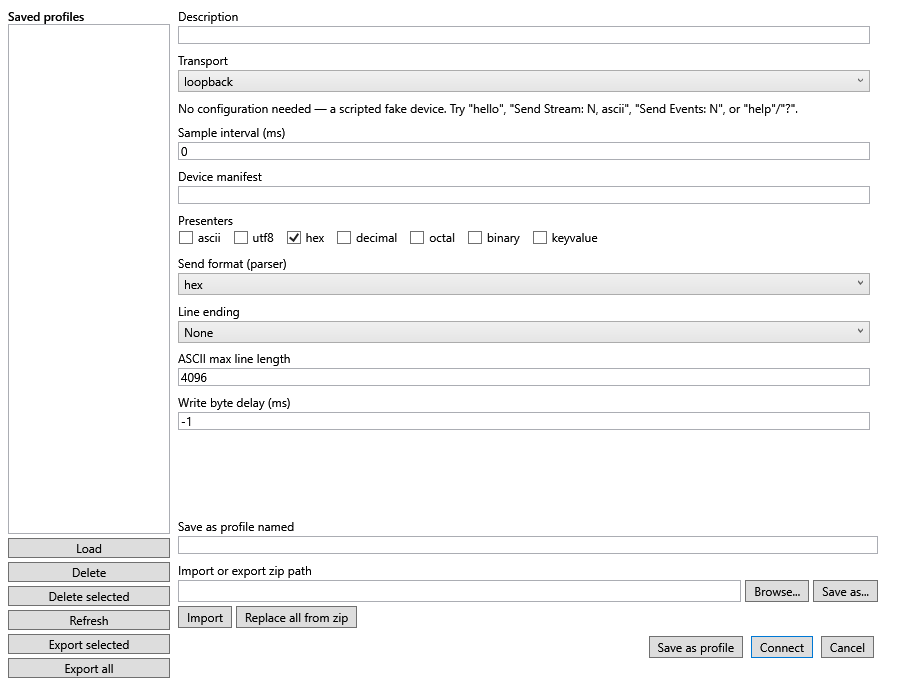 Saved profiles
Description
Transport
loopback
No configuration needed — a scripted fake device. Try "hello", "Send Stream: N, ascii", "Send Events: N", or "help"/"?".
Sample interval (ms)
0
Device manifest
Presenters
ascii utf8 hex decimal octal binary keyvalue
Send format (parser)
hex
Line ending
None
ASCII max line length
4096
Write byte delay (ms)
-1
Save as profile named
Import or export zip path
Browse... Save as...
Import Replace all from zip
Save as profile Connect Cancel
Load
Delete
Delete selected
Refresh
Export selected
Export all